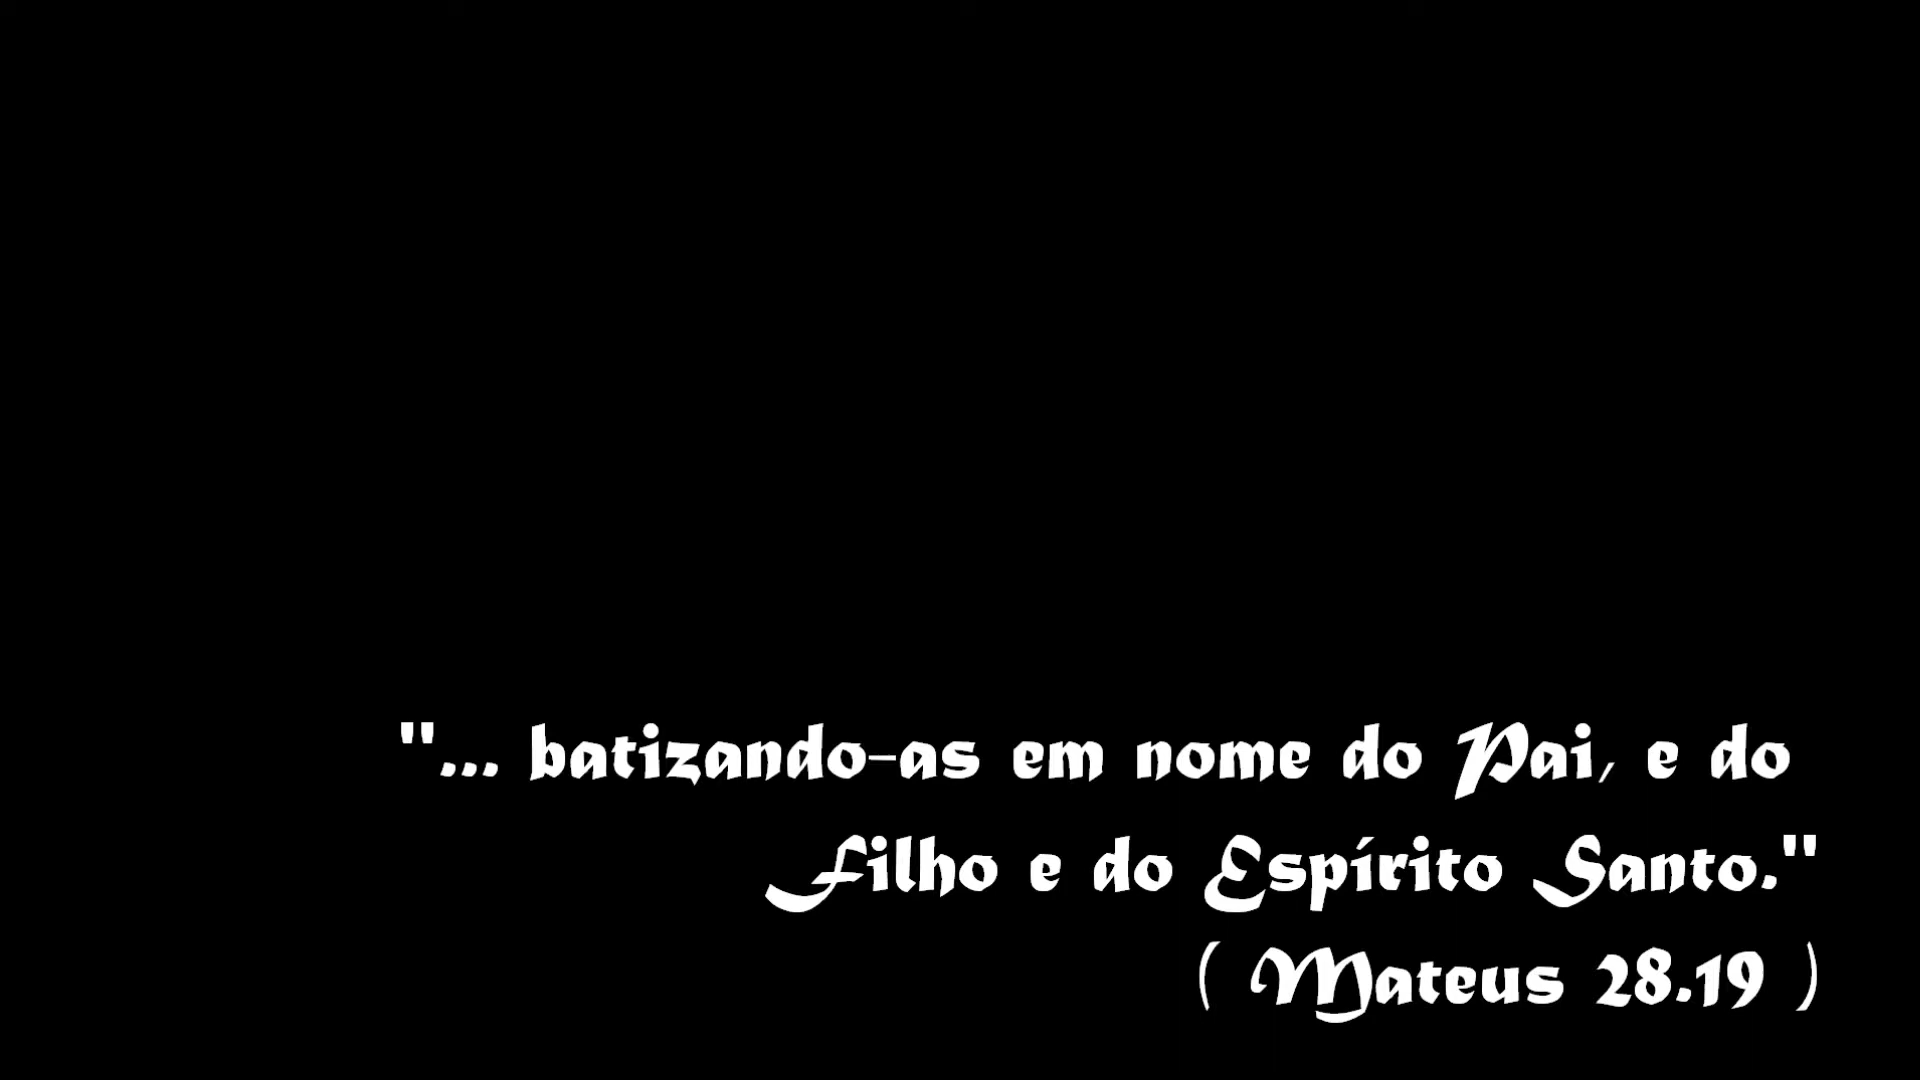 "... batizando-as em nome do Pai, e do
Filho e do Espírito Santo."
( Mateus 28.19 )